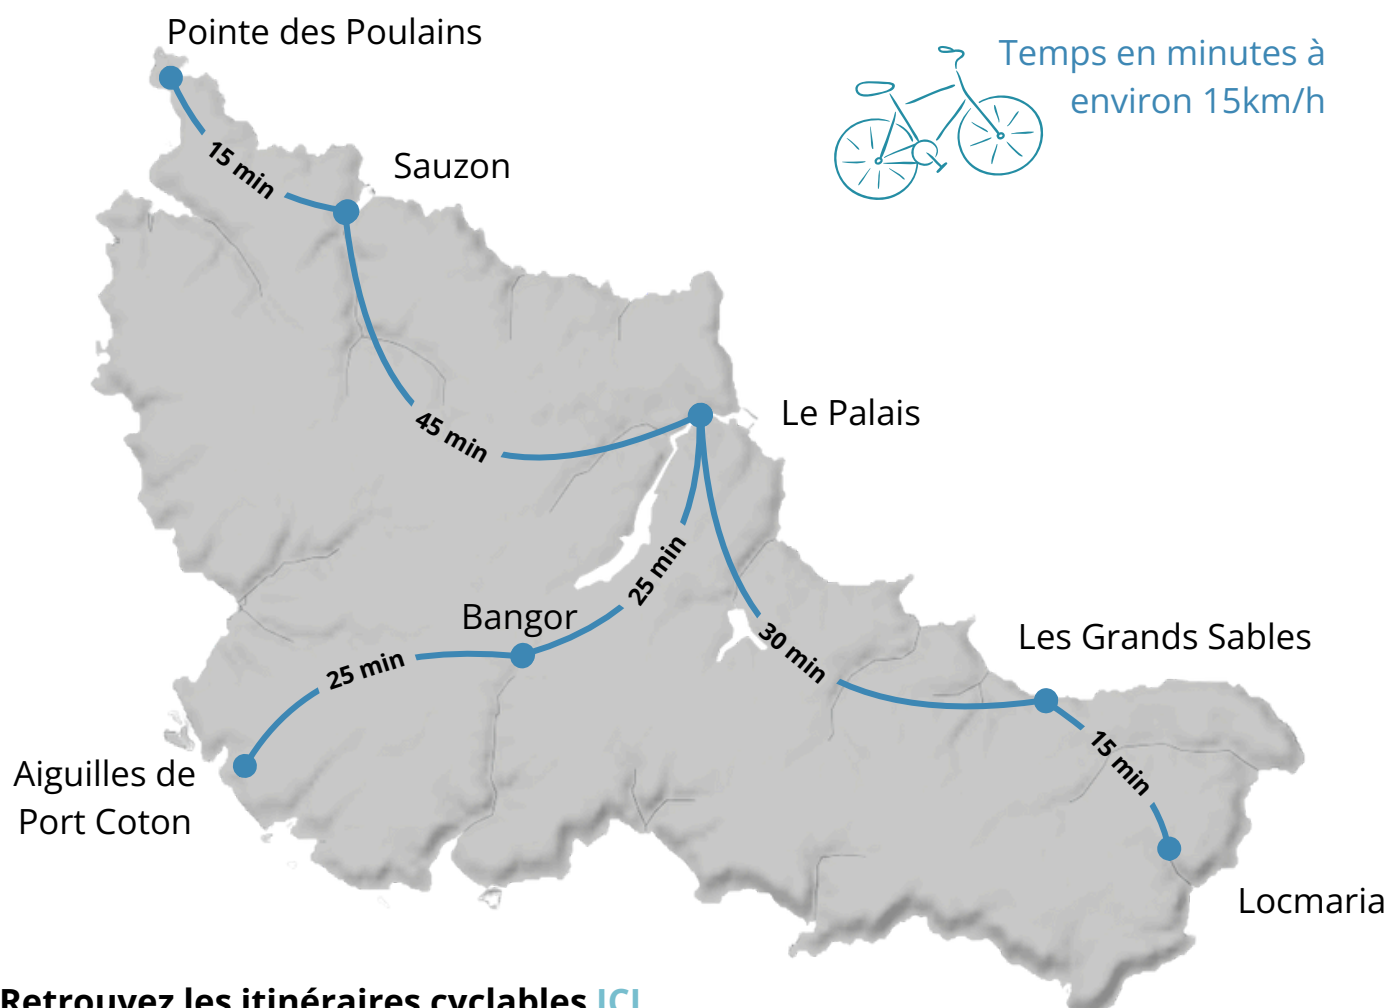 Pointe des Poulains
Temps en minutes à
environ 15km/h
15 min
Sauzon
45 min
Le Palais
25 min
Bangor
30 min
Les Grands Sables
25 min
15 min
Aiguilles de
Port Coton
Locmaria
Retrouvez les itinéraires cyclables ICI